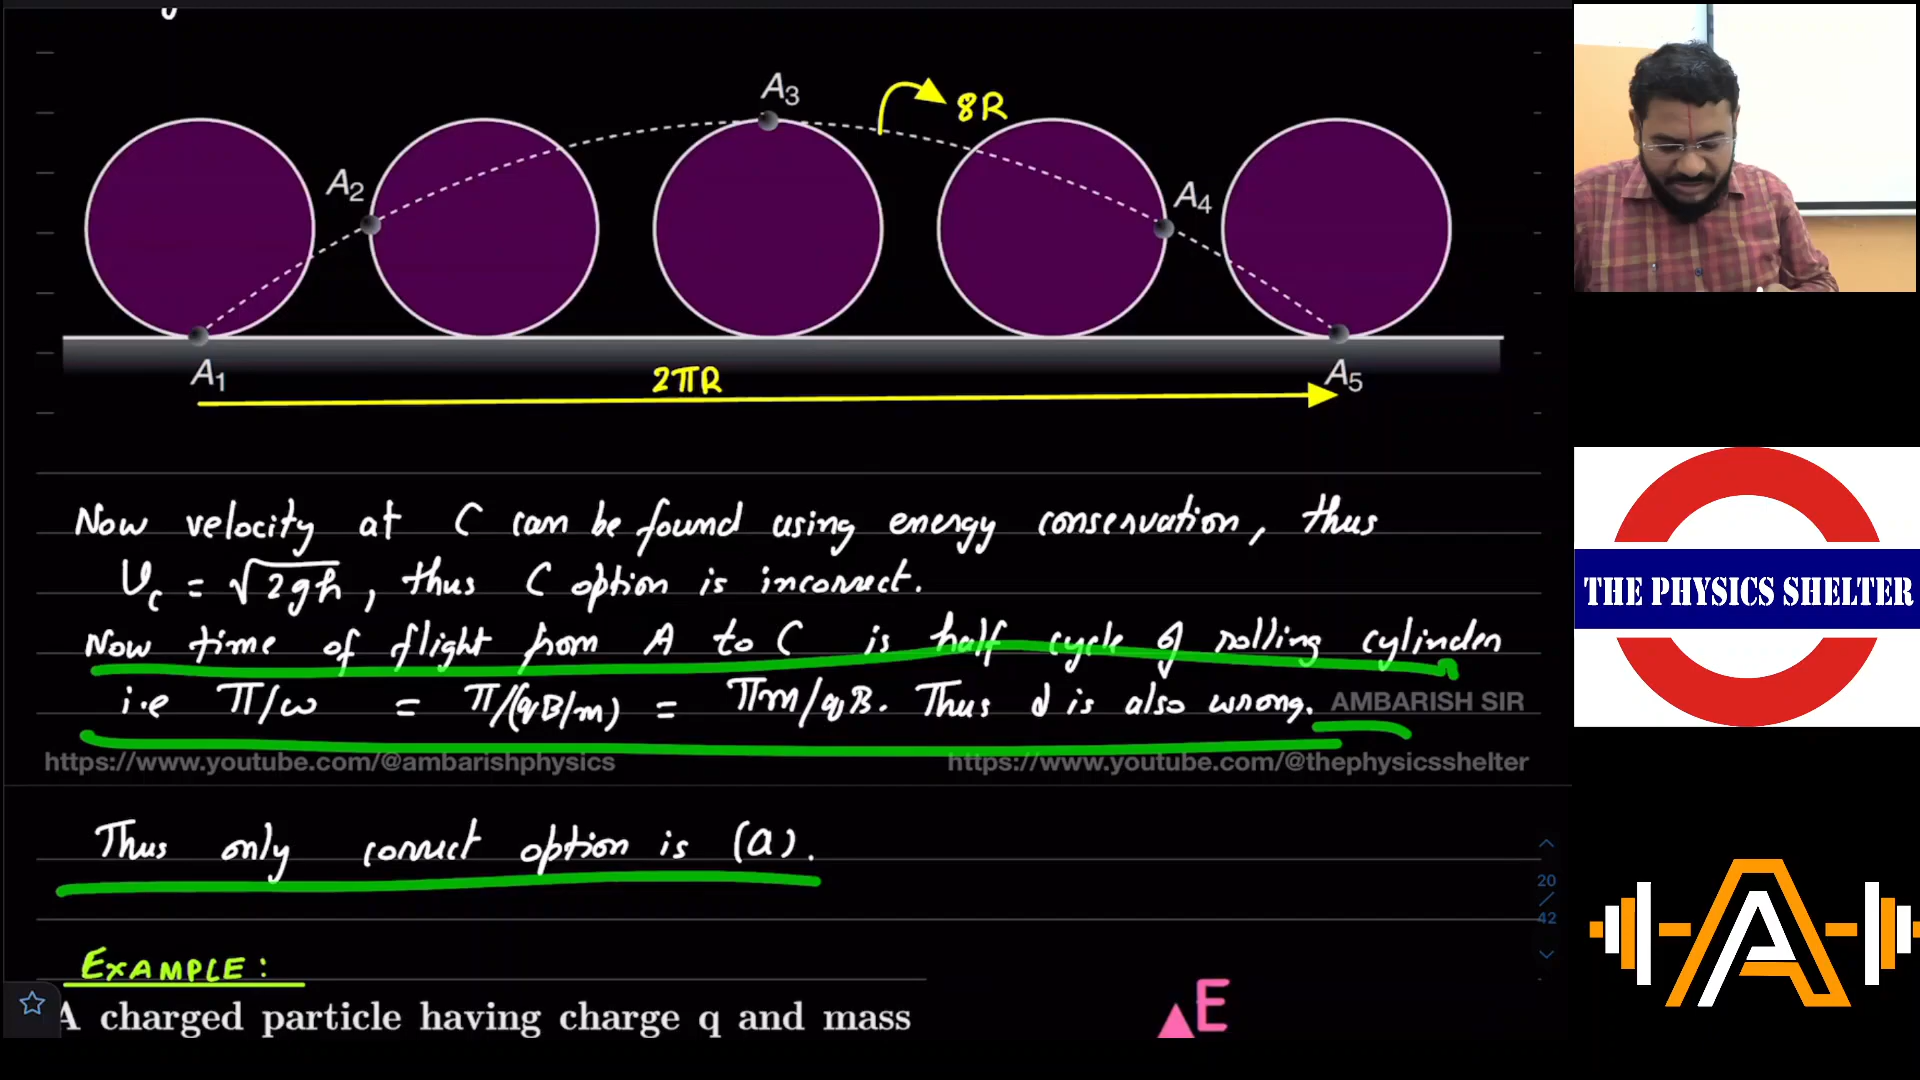 A3
8R
A2
A4
A1
2πR
A5
Now velocity at C can be found using energy conservation, thus
Uc = √2gh, thus C option is incorrect.
Now time of flight from A to C is half cycle of rolling cylinder
i.e π/ω = π/(qB/m) = πm/qB. Thus d is also wrong.
AMBARISH SIR
https://www.youtube.com/@ambarishphysics
https://www.youtube.com/@thephysicsshelter
Thus only correct option is (a).
20
/
42
EXAMPLE:
A charged particle having charge q and mass
E
THE PHYSICS SHELTER
A